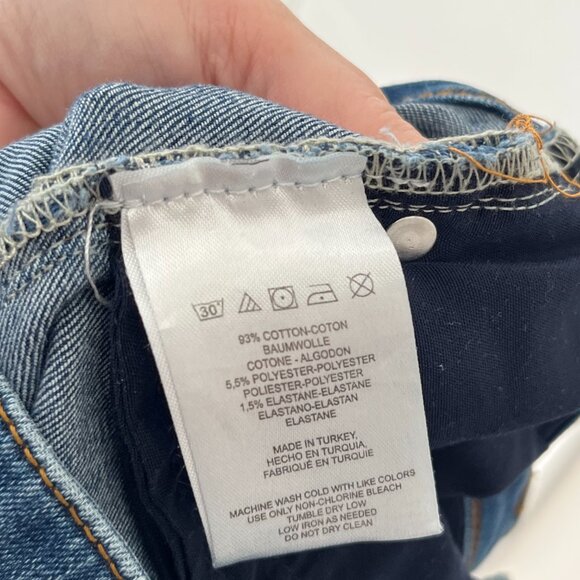 30°
93% COTTON-COTON
BAUMWOLLE
COTONE - ALGODON
5,5% POLYESTER-POLYESTER
POLIESTER-POLYESTER
1,5% ELASTANE-ELASTANE
ELASTANO-ELASTAN
ELASTANE
MADE IN TURKEY.
HECHO EN TURQUIA.
FABRIQUÉ EN TURQUIE
MACHINE WASH COLD WITH LIKE COLORS
USE ONLY NON-CHLORINE BLEACH
TUMBLE DRY LOW
LOW IRON AS NEEDED
DO NOT DRY CLEAN